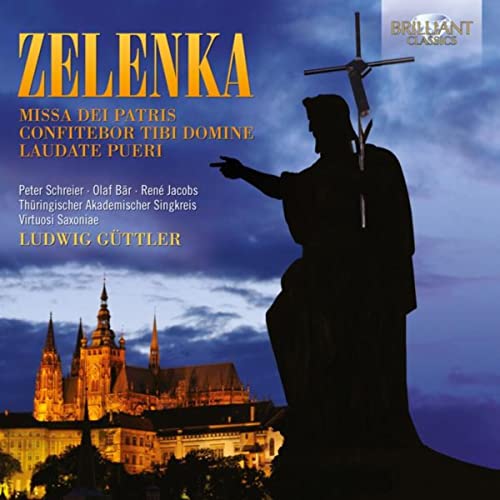 BRILLIANT
CLASSICS
ZELENKA
MISSA DEI PATRIS
CONFITEBOR TIBI DOMINE
LAUDATE PUERI
Peter Schreier · Olaf Bär · René Jacobs
Thüringischer Akademischer Singkreis
Virtuosi Saxoniae
LUDWIG GÜTTLER